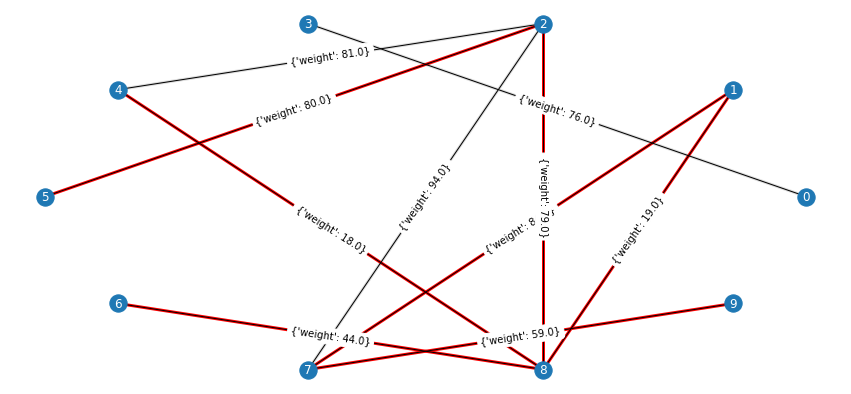 3
2
{'weight': 81.0}
4
1
{'weight': 80.0}
{'weight': 76.0}
5
{'weight': 94.0}
{'weight': 79.0}
0
{'weight': 18.0}
{'weight':
{'weight': 19.0}
6
9
{'weight': 44.0}
{'weight': 59.0}
7
8